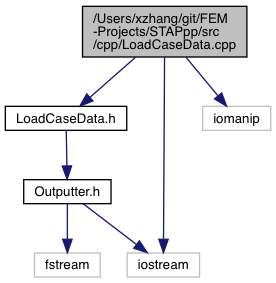 /Users/xzhang/git/FEM
-Projects/STAPpp/src
/cpp/LoadCaseData.cpp
LoadCaseData.h
iomanip
Outputter.h
fstream
iostream